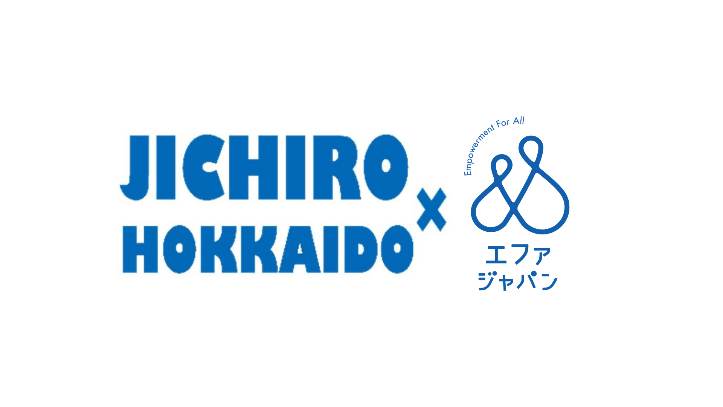 JICHIRO
HOKKAIDO
×
Empowerment For All
エファ
ジャパン